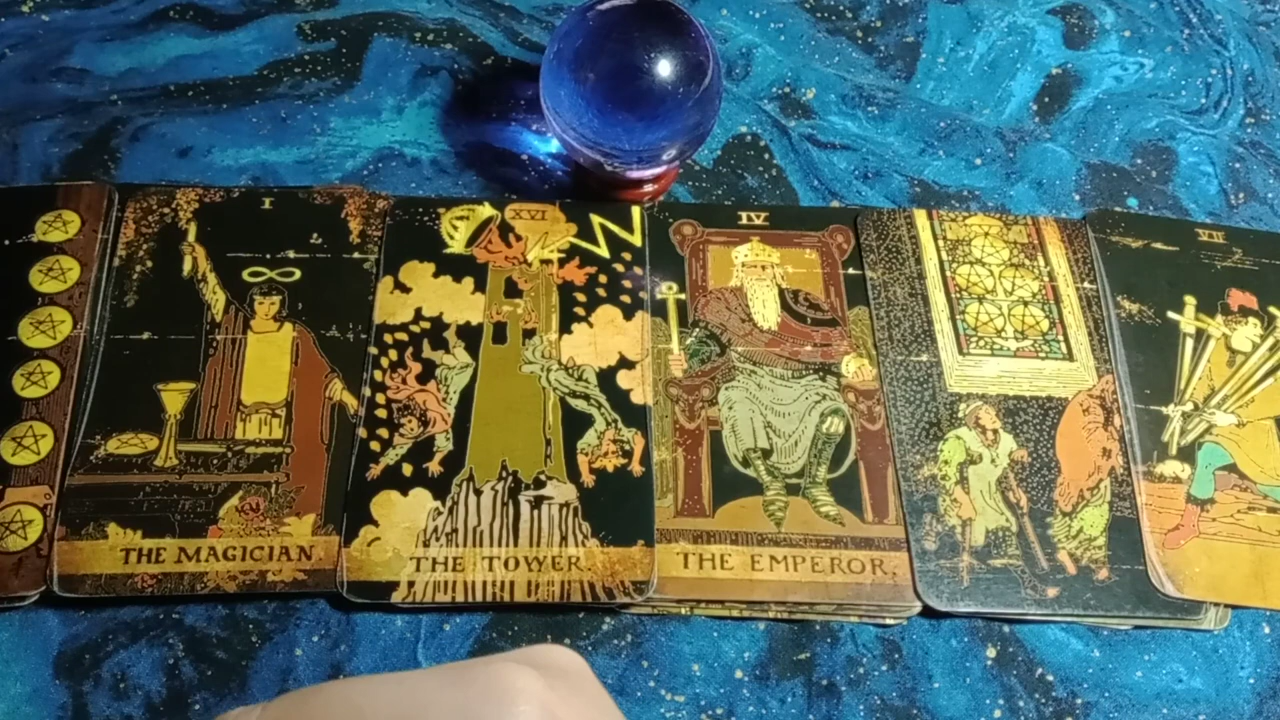 I
THE MAGICIAN.
XVI
THE TOWER.
IV
THE EMPEROR.
VII